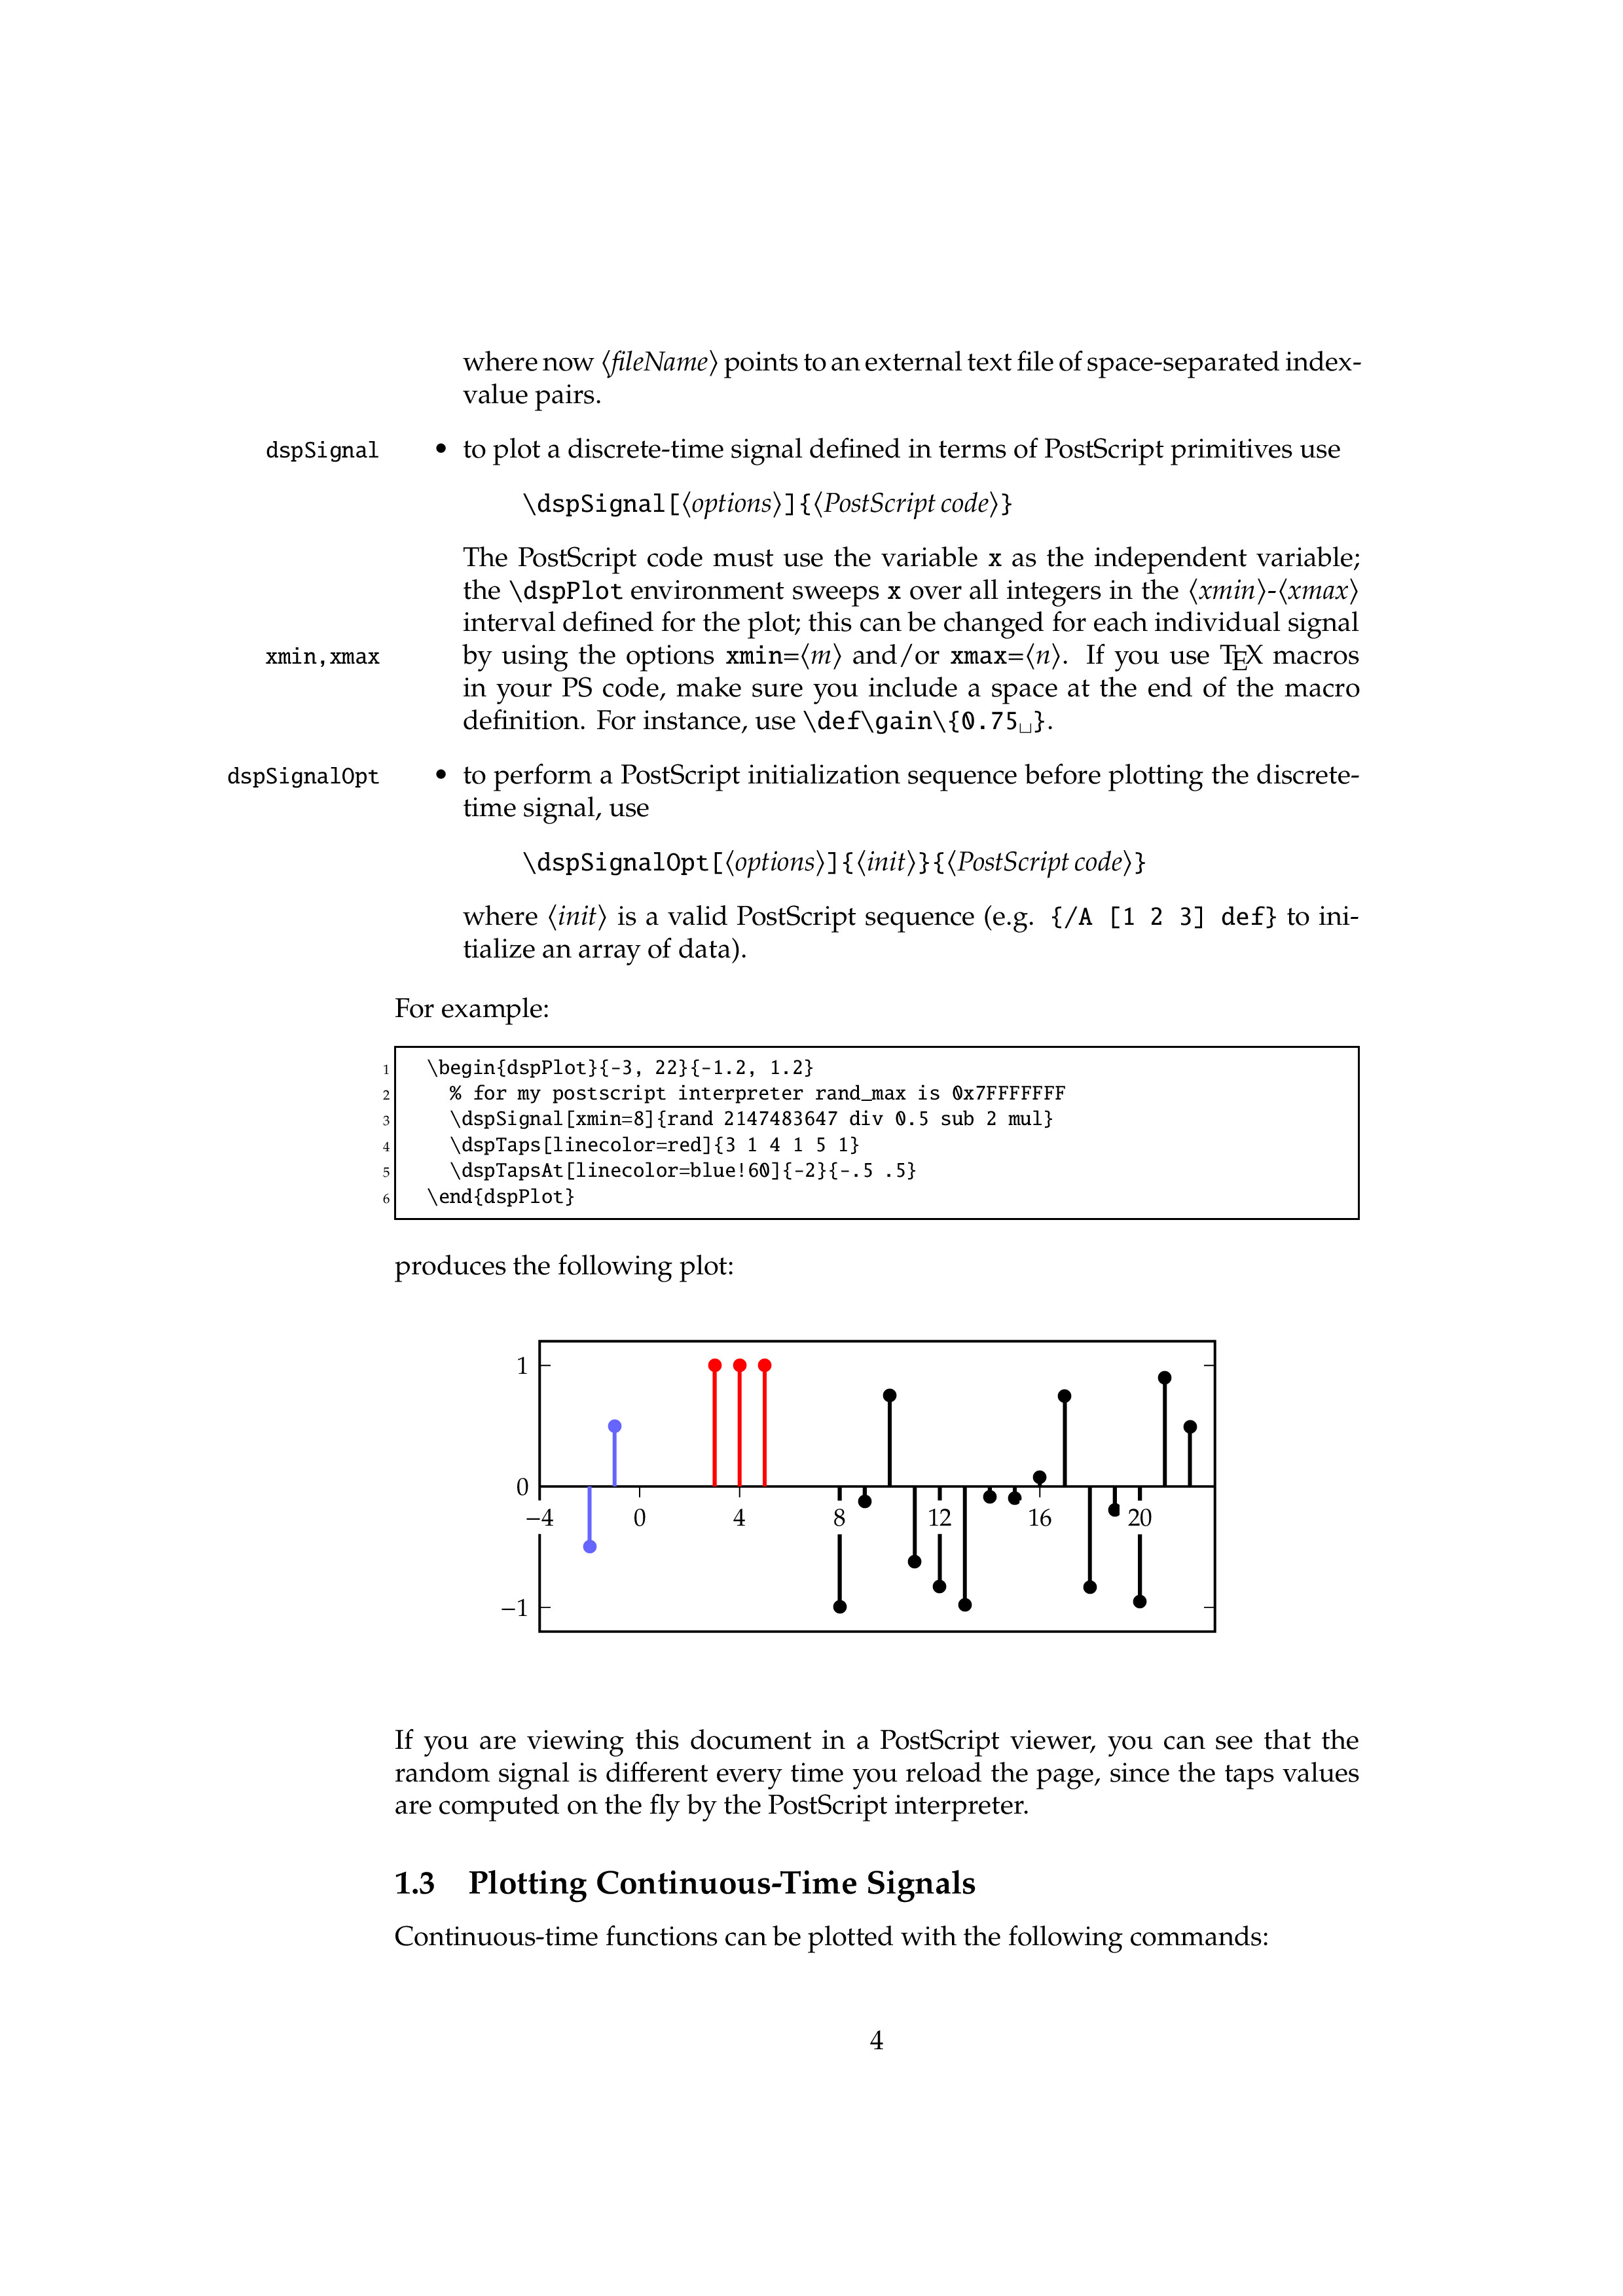 where now ⟨fileName⟩ points to an external text file of space-separated index-
value pairs.
dspSignal • to plot a discrete-time signal defined in terms of PostScript primitives use
\dspSignal[⟨options⟩]{⟨PostScript code⟩}
The PostScript code must use the variable x as the independent variable;
the \dspPlot environment sweeps x over all integers in the ⟨xmin⟩-⟨xmax⟩
interval defined for the plot; this can be changed for each individual signal
xmin,xmax by using the options xmin=⟨m⟩ and/or xmax=⟨n⟩. If you use TEX macros
in your PS code, make sure you include a space at the end of the macro
definition. For instance, use \def\gain\{0.75␣}.
dspSignalOpt • to perform a PostScript initialization sequence before plotting the discrete-
time signal, use
\dspSignalOpt[⟨options⟩]{⟨init⟩}{⟨PostScript code⟩}
where ⟨init⟩ is a valid PostScript sequence (e.g. {/A [1 2 3] def} to ini-
tialize an array of data).
For example:
1 \begin{dspPlot}{-3, 22}{-1.2, 1.2}
2 % for my postscript interpreter rand_max is 0x7FFFFFFF
3 \dspSignal[xmin=8]{rand 2147483647 div 0.5 sub 2 mul}
4 \dspTaps[linecolor=red]{3 1 4 1 5 1}
5 \dspTapsAt[linecolor=blue!60]{-2}{-.5 .5}
6 \end{dspPlot}
produces the following plot:
1
0
−4 0 4 8 12 16 20
−1
If you are viewing this document in a PostScript viewer, you can see that the
random signal is different every time you reload the page, since the taps values
are computed on the fly by the PostScript interpreter.
1.3 Plotting Continuous-Time Signals
Continuous-time functions can be plotted with the following commands:
4